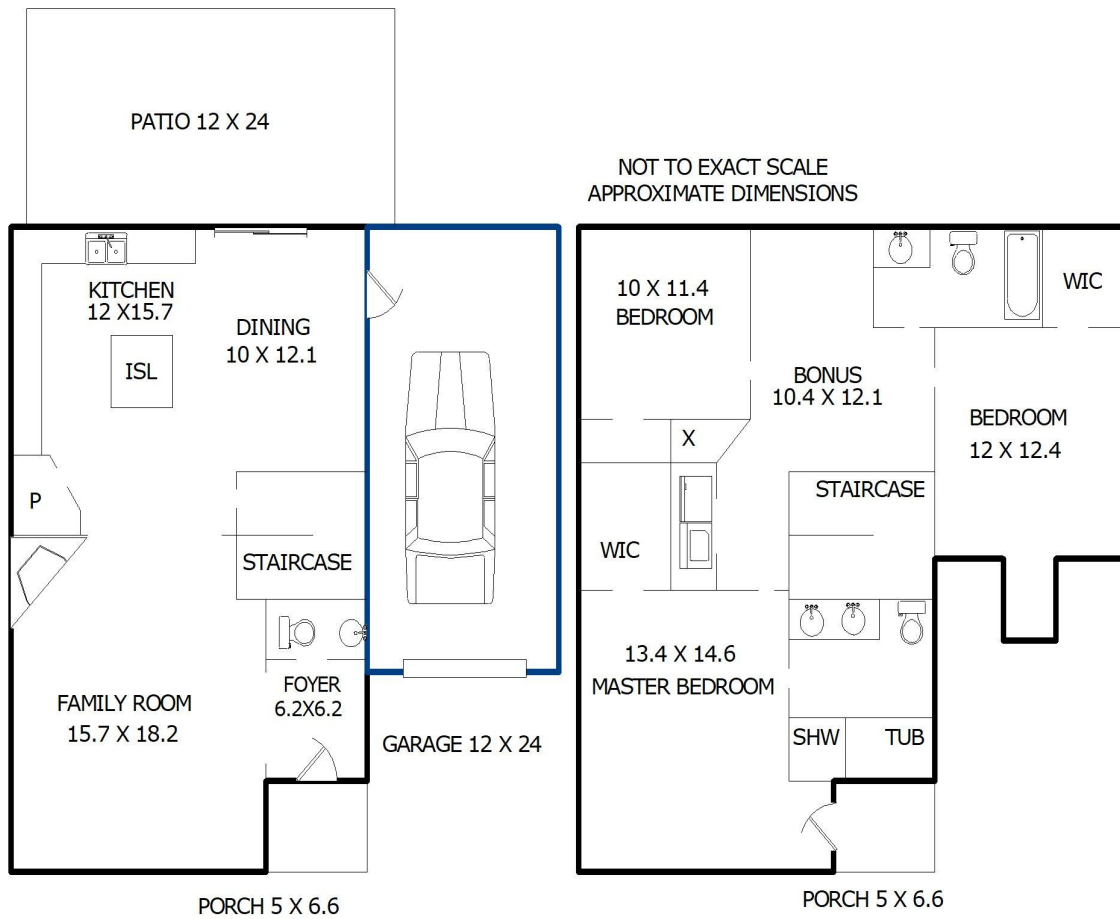 PATIO 12 X 24
NOT TO EXACT SCALE
APPROXIMATE DIMENSIONS
KITCHEN
12 X15.7
DINING
10 X 12.1
ISL
P
STAIRCASE
FOYER
6.2X6.2
FAMILY ROOM
15.7 X 18.2
GARAGE 12 X 24
PORCH 5 X 6.6
10 X 11.4
BEDROOM
WIC
BONUS
10.4 X 12.1
BEDROOM
12 X 12.4
X
STAIRCASE
WIC
13.4 X 14.6
MASTER BEDROOM
SHW
TUB
PORCH 5 X 6.6